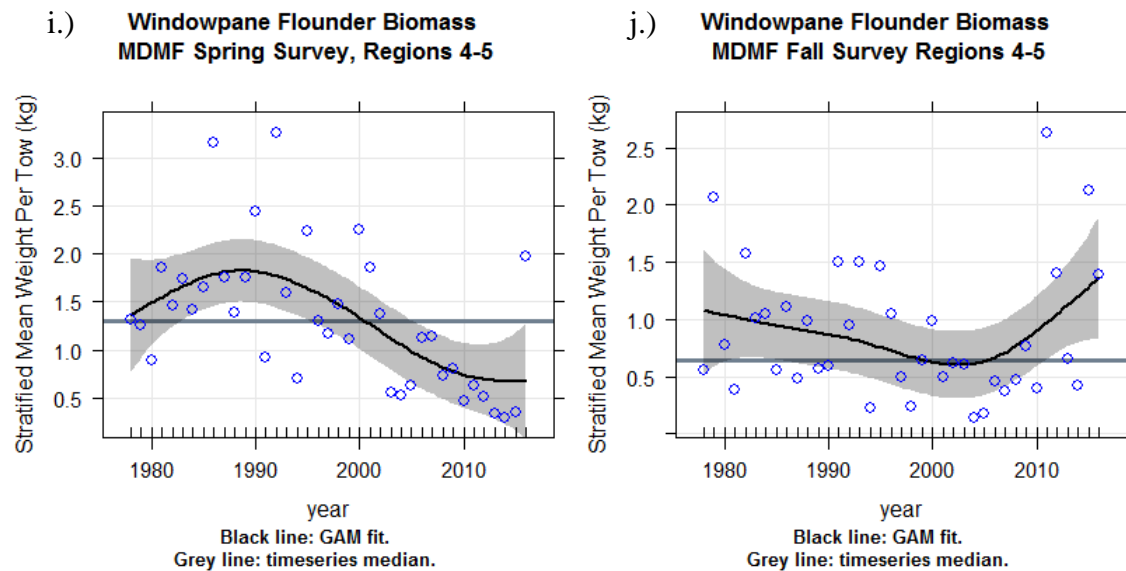 i.)
Windowpane Flounder Biomass
MDMF Spring Survey, Regions 4-5
Stratified Mean Weight Per Tow (kg)
3.0
2.5
2.0
1.5
1.0
0.5
1980 1990 2000 2010
year
Black line: GAM fit.
Grey line: timeseries median.
j.)
Windowpane Flounder Biomass
MDMF Fall Survey Regions 4-5
Stratified Mean Weight Per Tow (kg)
2.5
2.0
1.5
1.0
0.5
1980 1990 2000 2010
year
Black line: GAM fit.
Grey line: timeseries median.